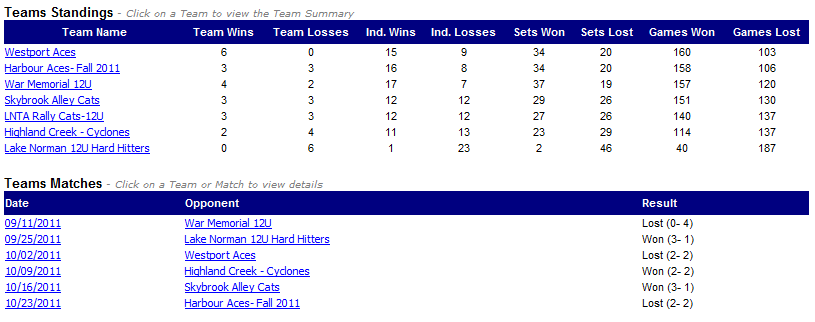 Teams Standings - Click on a Team to view the Team Summary
Team Name Team Wins Team Losses Ind. Wins Ind. Losses Sets Won Sets Lost Games Won Games Lost
Westport Aces 6 0 15 9 34 20 160 103
Harbour Aces- Fall 2011 3 3 16 8 34 20 158 106
War Memorial 12U 4 2 17 7 37 19 157 120
Skybrook Alley Cats 3 3 12 12 29 26 151 130
LNTA Rally Cats-12U 3 3 12 12 27 26 140 137
Highland Creek - Cyclones 2 4 11 13 23 29 114 137
Lake Norman 12U Hard Hitters 0 6 1 23 2 46 40 187
Teams Matches - Click on a Team or Match to view details
Date Opponent Result
09/11/2011 War Memorial 12U Lost (0- 4)
09/25/2011 Lake Norman 12U Hard Hitters Won (3- 1)
10/02/2011 Westport Aces Lost (2- 2)
10/09/2011 Highland Creek - Cyclones Won (2- 2)
10/16/2011 Skybrook Alley Cats Won (3- 1)
10/23/2011 Harbour Aces- Fall 2011 Lost (2- 2)